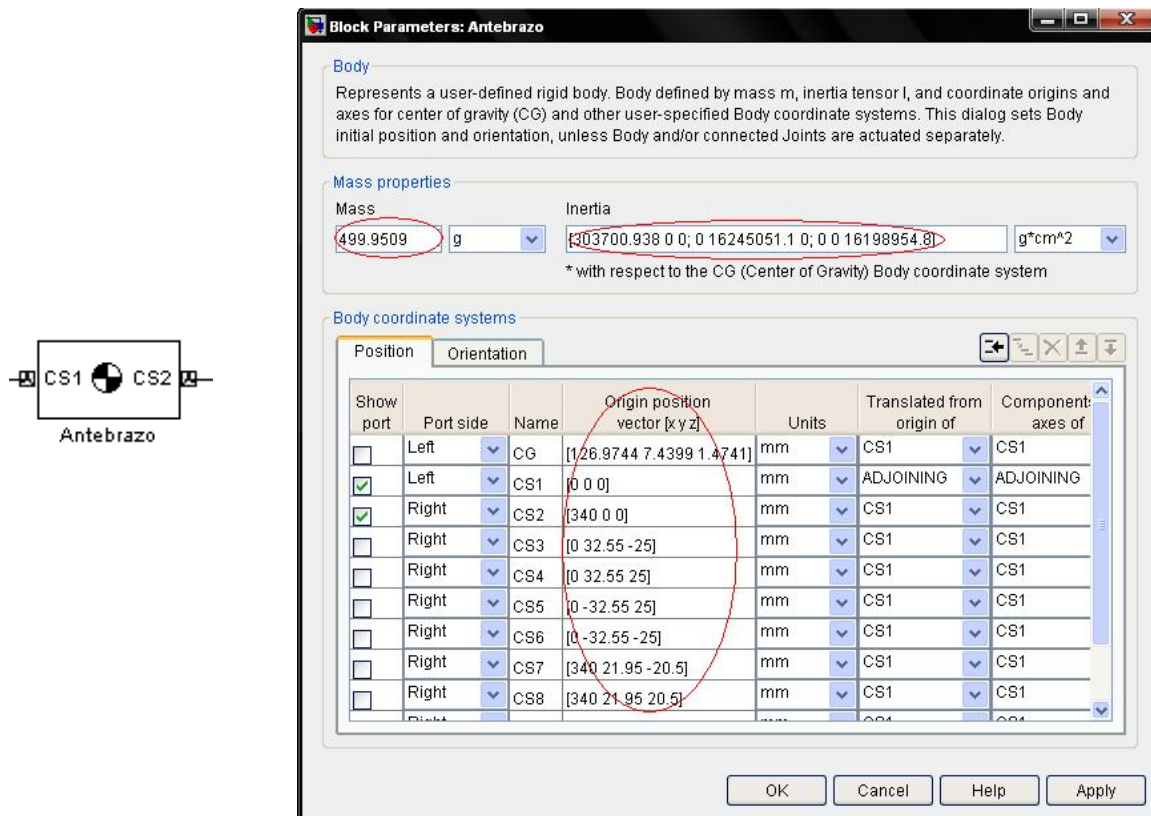 Block Parameters: Antebrazo
Body
Represents a user-defined rigid body. Body defined by mass m, inertia tensor I, and coordinate origins and
axes for center of gravity (CG) and other user-specified Body coordinate systems. This dialog sets Body
initial position and orientation, unless Body and/or connected Joints are actuated separately.
Mass properties
Mass Inertia
499.9509 g [303700.938 0 0; 0 16245051.1 0; 0 0 16198954.8] g*cm^2
* with respect to the CG (Center of Gravity) Body coordinate system
Body coordinate systems
Position Orientation
Show port Port side Name Origin position vector [x y z] Units Translated from origin of Component: axes of
Left CG [126.9744 7.4399 1.4741] mm CS1 CS1
Left CS1 [0 0 0] mm ADJOINING ADJOINING
Right CS2 [340 0 0] mm CS1 CS1
Right CS3 [0 32.55 -25] mm CS1 CS1
Right CS4 [0 32.55 25] mm CS1 CS1
Right CS5 [0 -32.55 25] mm CS1 CS1
Right CS6 [0 -32.55 -25] mm CS1 CS1
Right CS7 [340 21.95 -20.5] mm CS1 CS1
Right CS8 [340 21.95 20.5] mm CS1 CS1
OK Cancel Help Apply
CS1 CS2
Antebrazo